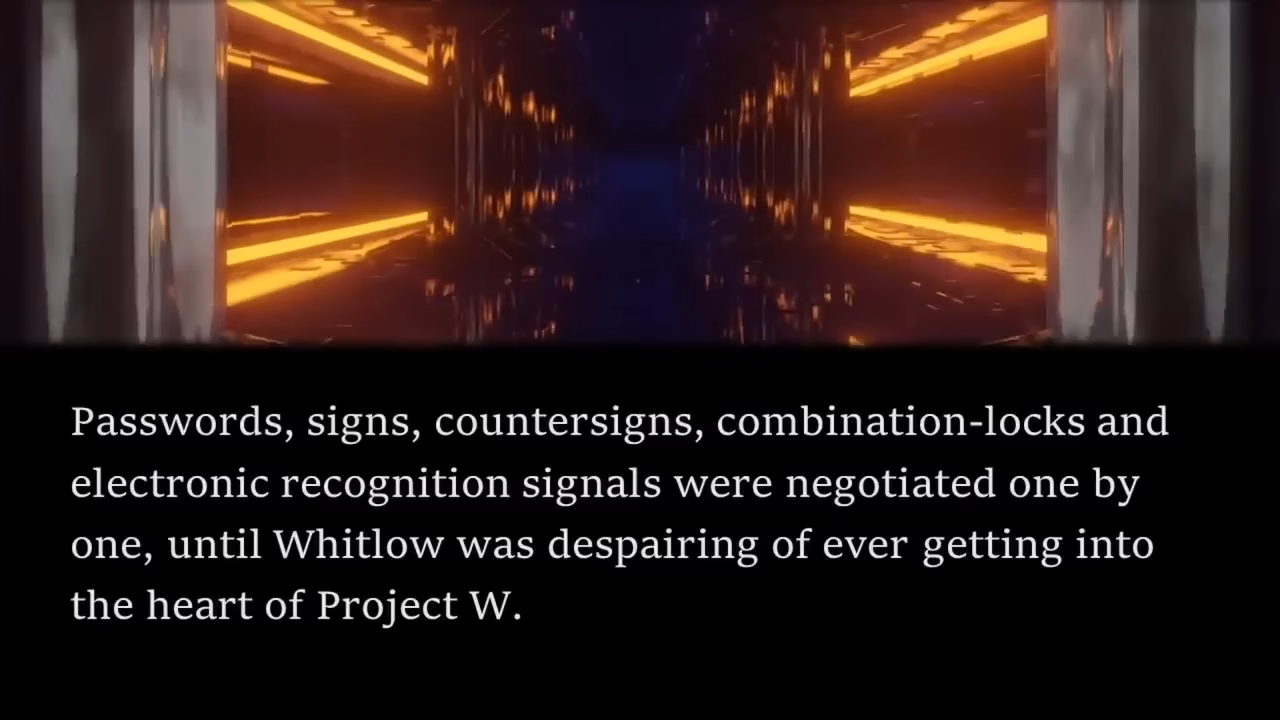 Passwords, signs, countersigns, combination-locks and
electronic recognition signals were negotiated one by
one, until Whitlow was despairing of ever getting into
the heart of Project W.